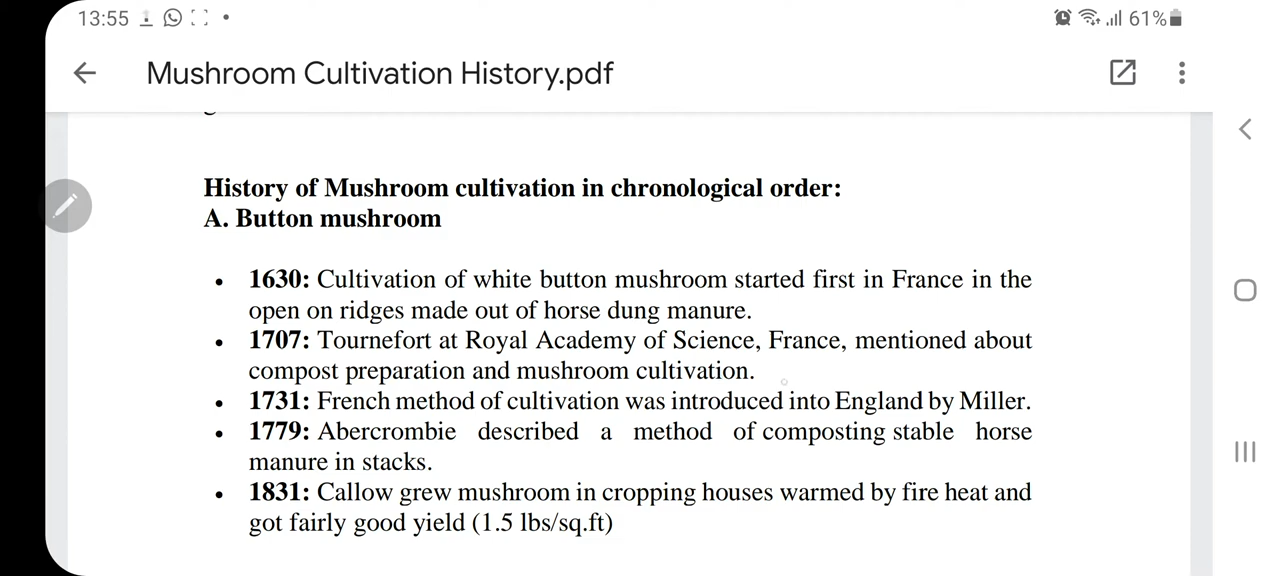 13:55
61%
Mushroom Cultivation History.pdf
History of Mushroom cultivation in chronological order:
A. Button mushroom
• 1630: Cultivation of white button mushroom started first in France in the
open on ridges made out of horse dung manure.
• 1707: Tournefort at Royal Academy of Science, France, mentioned about
compost preparation and mushroom cultivation.
• 1731: French method of cultivation was introduced into England by Miller.
• 1779: Abercrombie described a method of composting stable horse
manure in stacks.
• 1831: Callow grew mushroom in cropping houses warmed by fire heat and
got fairly good yield (1.5 lbs/sq.ft)